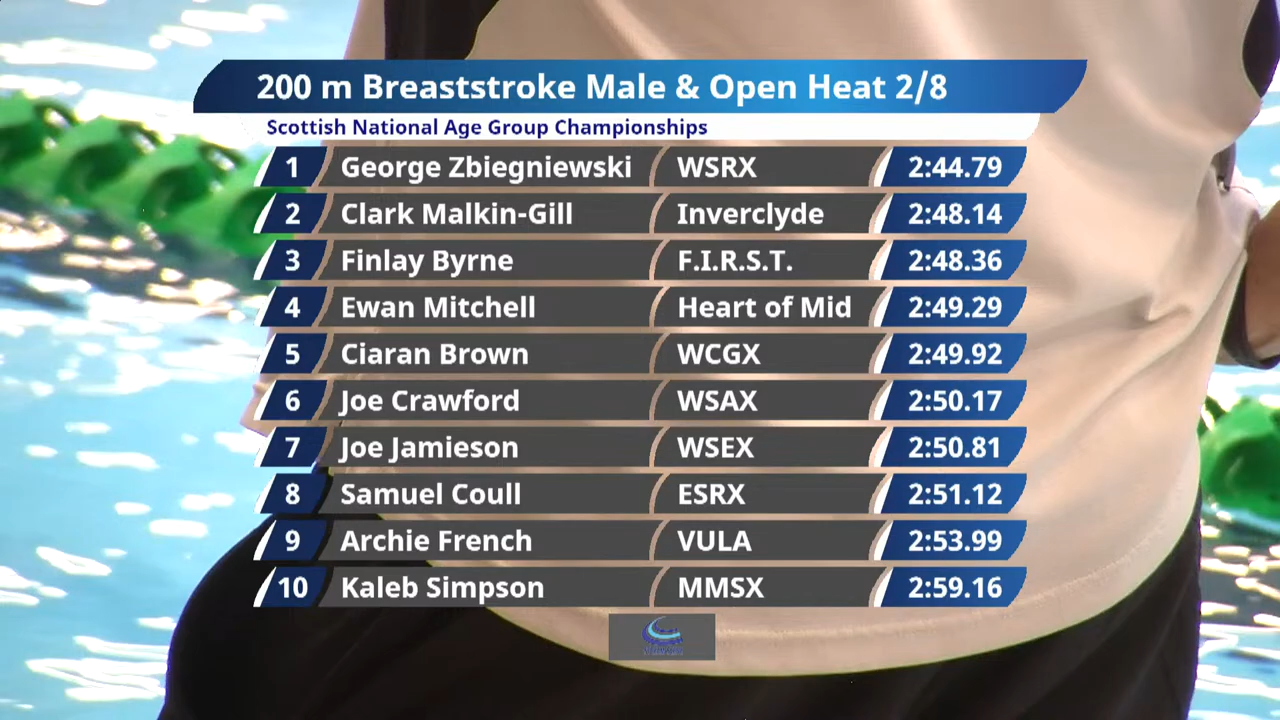 200 m Breaststroke Male & Open Heat 2/8
Scottish National Age Group Championships
1 George Zbiegniewski WSRX 2:44.79
2 Clark Malkin-Gill Inverclyde 2:48.14
3 Finlay Byrne F.I.R.S.T. 2:48.36
4 Ewan Mitchell Heart of Mid 2:49.29
5 Ciaran Brown WCGX 2:49.92
6 Joe Crawford WSAX 2:50.17
7 Joe Jamieson WSEX 2:50.81
8 Samuel Coull ESRX 2:51.12
9 Archie French VULA 2:53.99
10 Kaleb Simpson MMSX 2:59.16